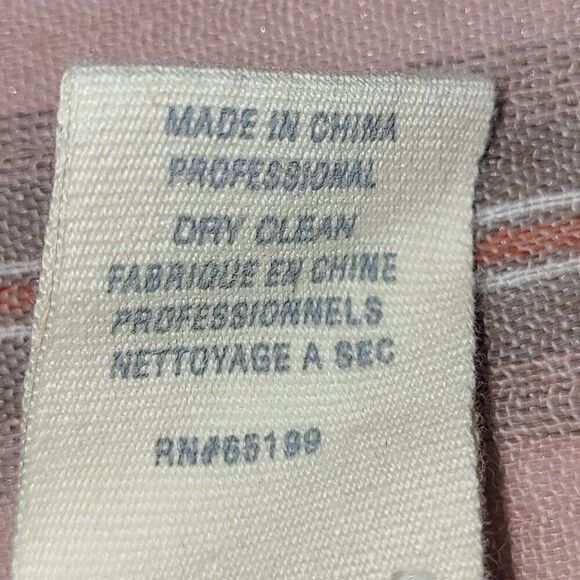 MADE IN CHINA
PROFESSIONAL
DRY CLEAN
FABRIQUE EN CHINE
PROFESSIONNELS
NETTOYAGE A SEC
RN#65199